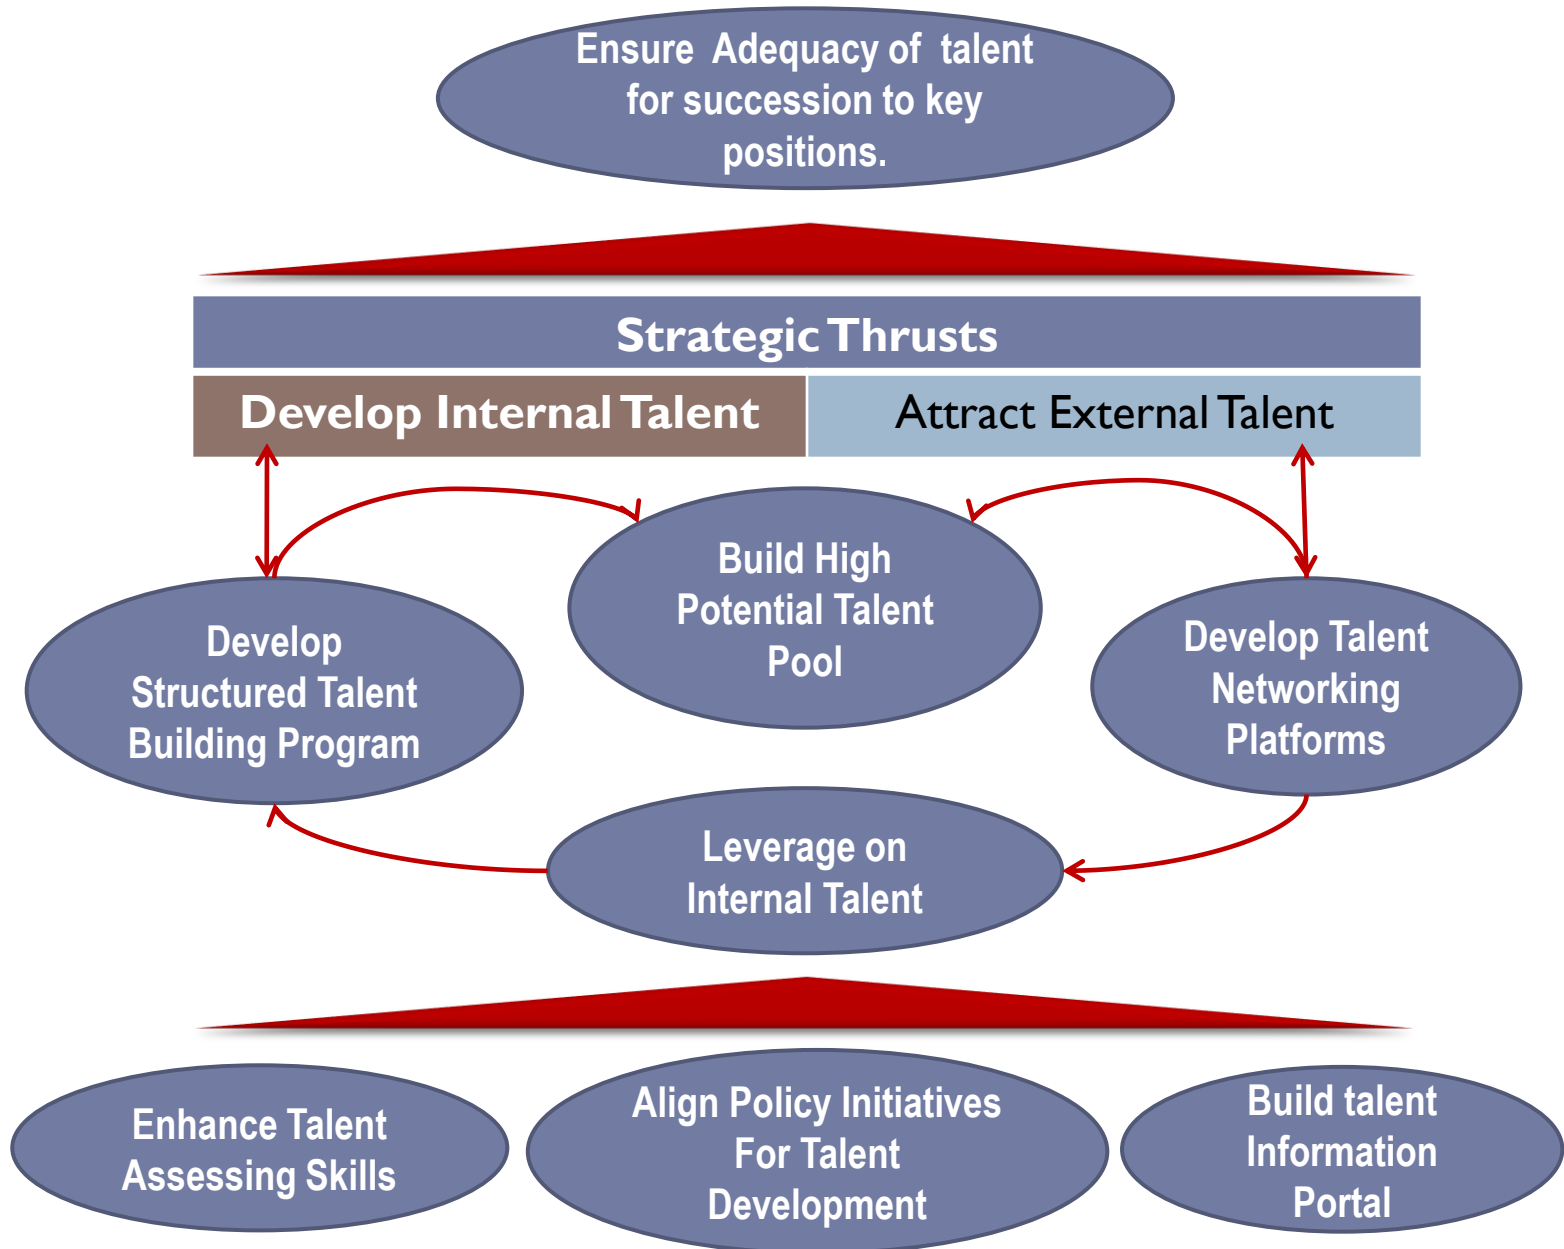 Ensure Adequacy of talent
for succession to key
positions.
Strategic Thrusts
Develop Internal Talent
Attract External Talent
Build High
Potential Talent
Pool
Develop
Structured Talent
Building Program
Develop Talent
Networking
Platforms
Leverage on
Internal Talent
Enhance Talent
Assessing Skills
Align Policy Initiatives
For Talent
Development
Build talent
Information
Portal